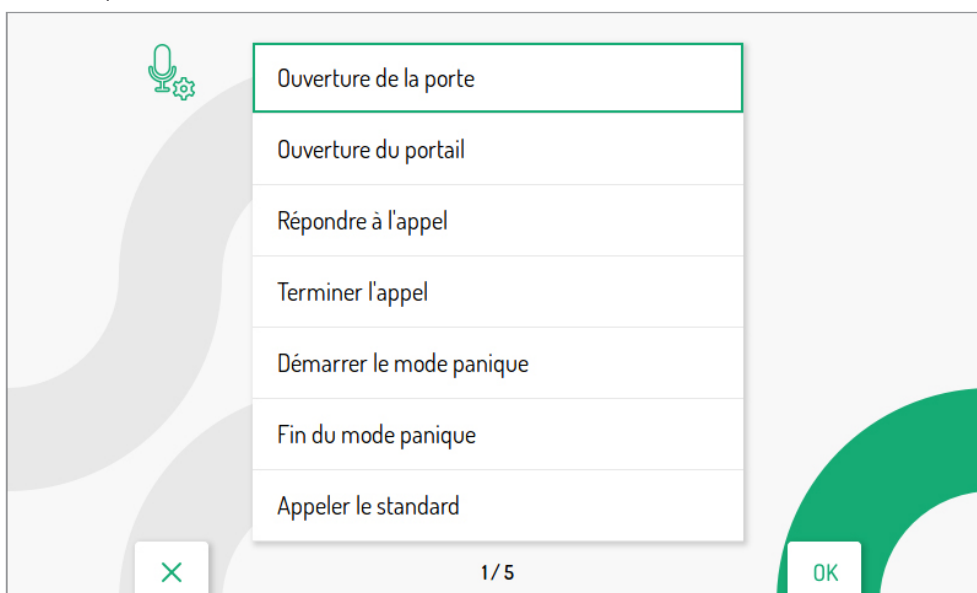 Ouverture de la porte
Ouverture du portail
Répondre à l'appel
Terminer l'appel
Démarrer le mode panique
Fin du mode panique
Appeler le standard
1 / 5
OK